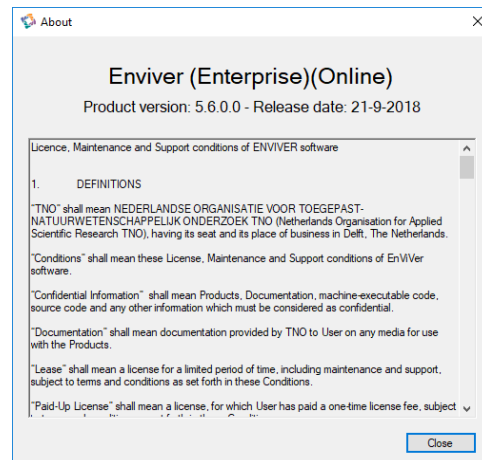 About
Enviver (Enterprise)(Online)
Product version: 5.6.0.0 - Release date: 21-9-2018
Licence, Maintenance and Support conditions of ENVIVER software
1. DEFINITIONS
"TNO" shall mean NEDERLANDSE ORGANISATIE VOOR TOEGEPAST-
NATUURWETENSCHAPPELIJK ONDERZOEK TNO (Netherlands Organisation for Applied
Scientific Research TNO), having its seat and its place of business in Delft, The Netherlands.
"Conditions" shall mean these License, Maintenance and Support conditions of EnViVer
software.
"Confidential Information" shall mean Products, Documentation, machine-executable code,
source code and any other information which must be considered as confidential.
"Documentation" shall mean documentation provided by TNO to User on any media for use
with the Products.
"Lease" shall mean a license for a limited period of time, including maintenance and support,
subject to terms and conditions as set forth in these Conditions.
"Paid-Up License" shall mean a license, for which User has paid a one-time license fee, subject
Close